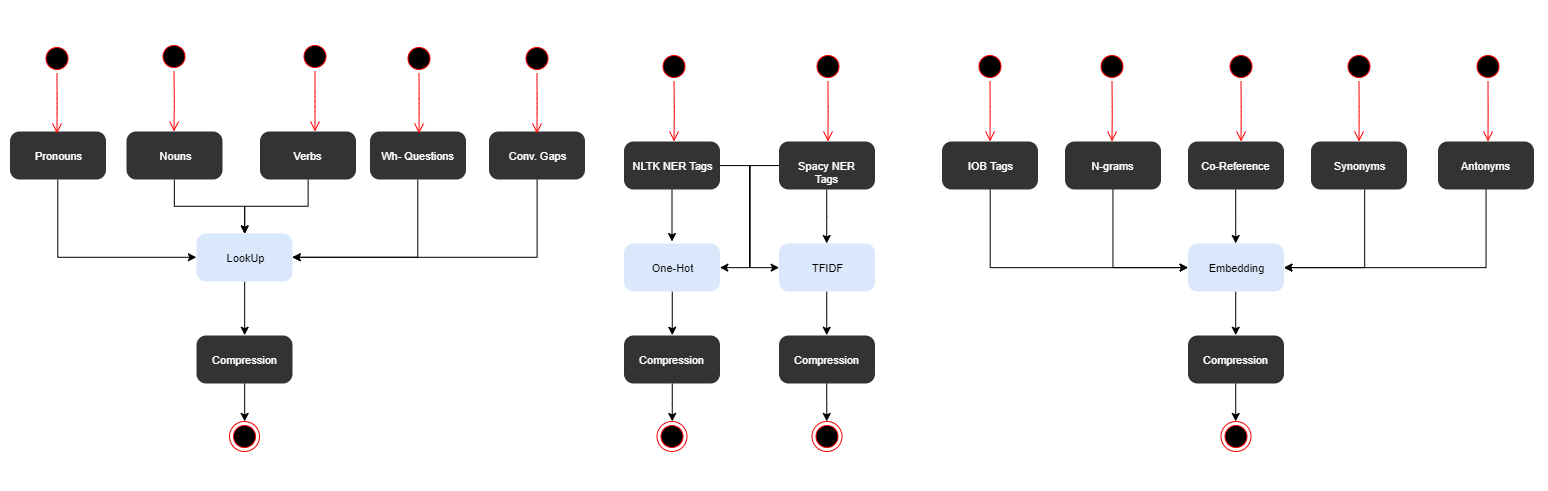 Pronouns
Nouns
Verbs
Wh- Questions
Conv. Gaps
LookUp
Compression
NLTK NER Tags
Spacy NER
Tags
One-Hot
TFIDF
Compression
Compression
IOB Tags
N-grams
Co-Reference
Synonyms
Antonyms
Embedding
Compression